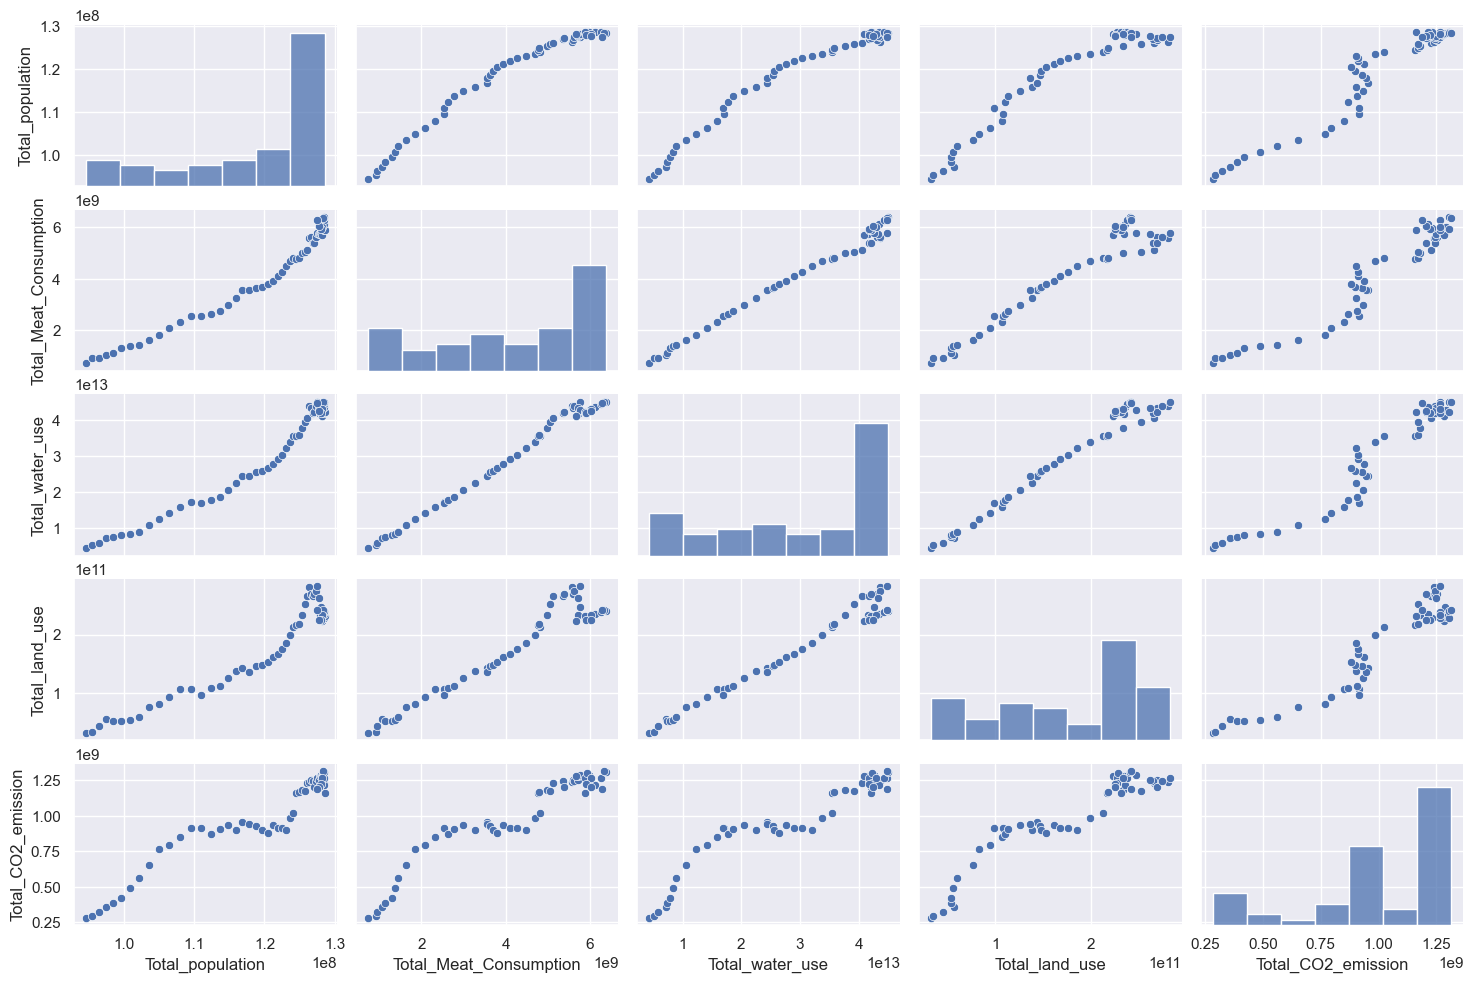 1e8
1.3
1.2
1.1
1.0
Total_population
1e9
6
4
2
Total_Meat_Consumption
1e13
4
3
2
1
Total_water_use
1e11
2
1
Total_land_use
1e9
1.25
1.00
0.75
0.50
0.25
Total_CO2_emission
1.0 1.1 1.2 1.3 2 4 6 1 2 3 4 1 2 0.25 0.50 0.75 1.00 1.25
Total_population 1e8 Total_Meat_Consumption 1e9 Total_water_use 1e13 Total_land_use 1e11 Total_CO2_emission 1e9